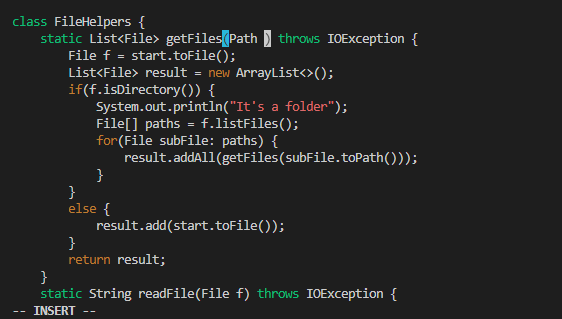 class FileHelpers {
    static List<File> getFiles(Path ) throws IOException {
        File f = start.toFile();
        List<File> result = new ArrayList<>();
        if(f.isDirectory()) {
            System.out.println("It's a folder");
            File[] paths = f.listFiles();
            for(File subFile: paths) {
                result.addAll(getFiles(subFile.toPath()));
            }
        }
        else {
            result.add(start.toFile());
        }
        return result;
    }
    static String readFile(File f) throws IOException {
-- INSERT --